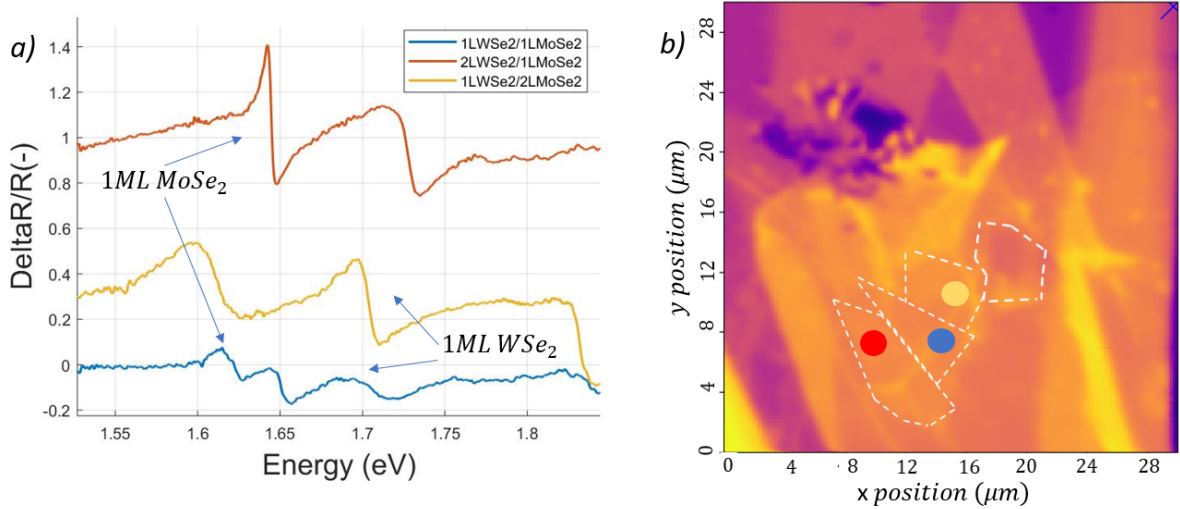 a)
1.4
1.2
1
0.8
0.6
0.4
0.2
0
-0.2
DeltaR/R(-)
1LWSe2/1LMoSe2
2LWSe2/1LMoSe2
1LWSe2/2LMoSe2
1ML MoSe₂
1ML WSe₂
1.55 1.6 1.65 1.7 1.75 1.8
Energy (eV)
b)
28
24
20
16
12
8
4
0
y position (μm)
0 4 8 12 16 20 24 28
x position (μm)